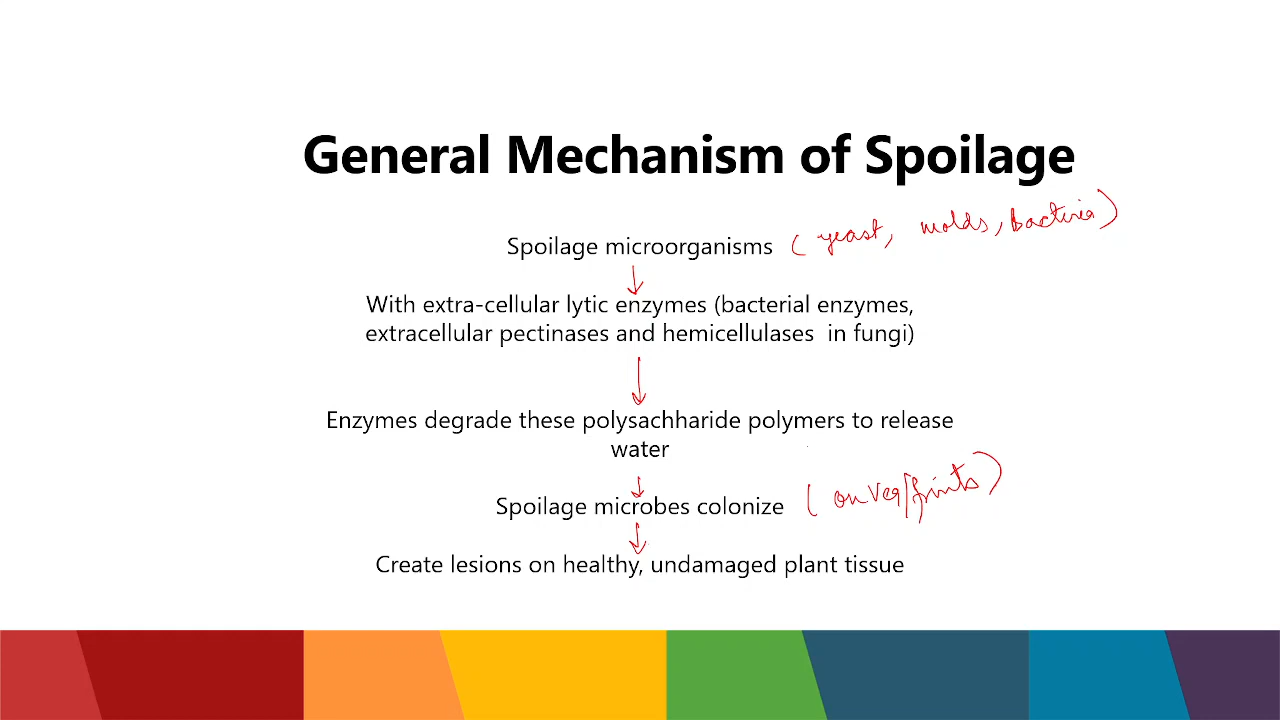 General Mechanism of Spoilage
Spoilage microorganisms (yeast, molds, bacteria)
With extra-cellular lytic enzymes (bacterial enzymes,
extracellular pectinases and hemicellulases in fungi)
Enzymes degrade these polysachharide polymers to release
water
Spoilage microbes colonize (on veg/fruits)
Create lesions on healthy, undamaged plant tissue